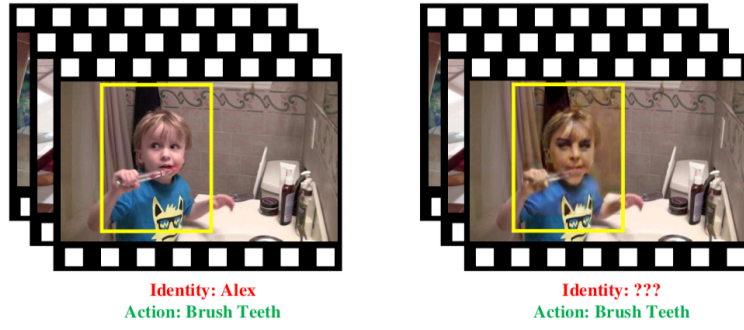 Identity: Alex
Action: Brush Teeth
Identity: ???
Action: Brush Teeth